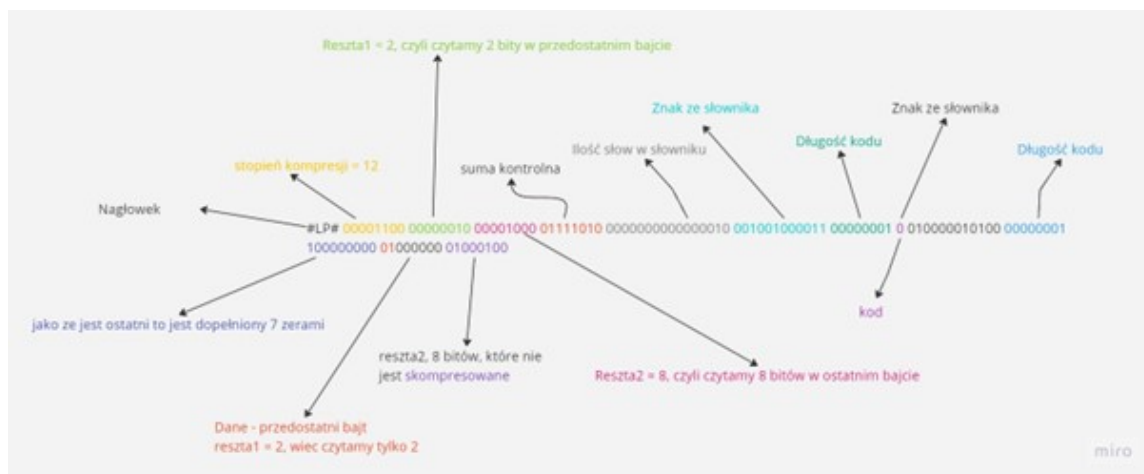 Reszta1 = 2, czyli czytamy 2 bity w przedostatnim bajcie
Znak ze słownika
Znak ze słownika
Ilość słow w słowniku
Długość kodu
Długość kodu
stopień kompresji = 12
suma kontrolna
Nagłowek
#LP# 00001100 00000010 00001000 01111010 0000000000000010 001001000011 00000001 0 010000010100 00000001
100000000 01000000 01000100
kod
jako ze jest ostatni to jest dopełniony 7 zerami
reszta2, 8 bitów, które nie
jest skompresowane
Reszta2 = 8, czyli czytamy 8 bitów w ostatnim bajcie
Dane - przedostatni bajt
reszta1 = 2, wiec czytamy tylko 2
miro